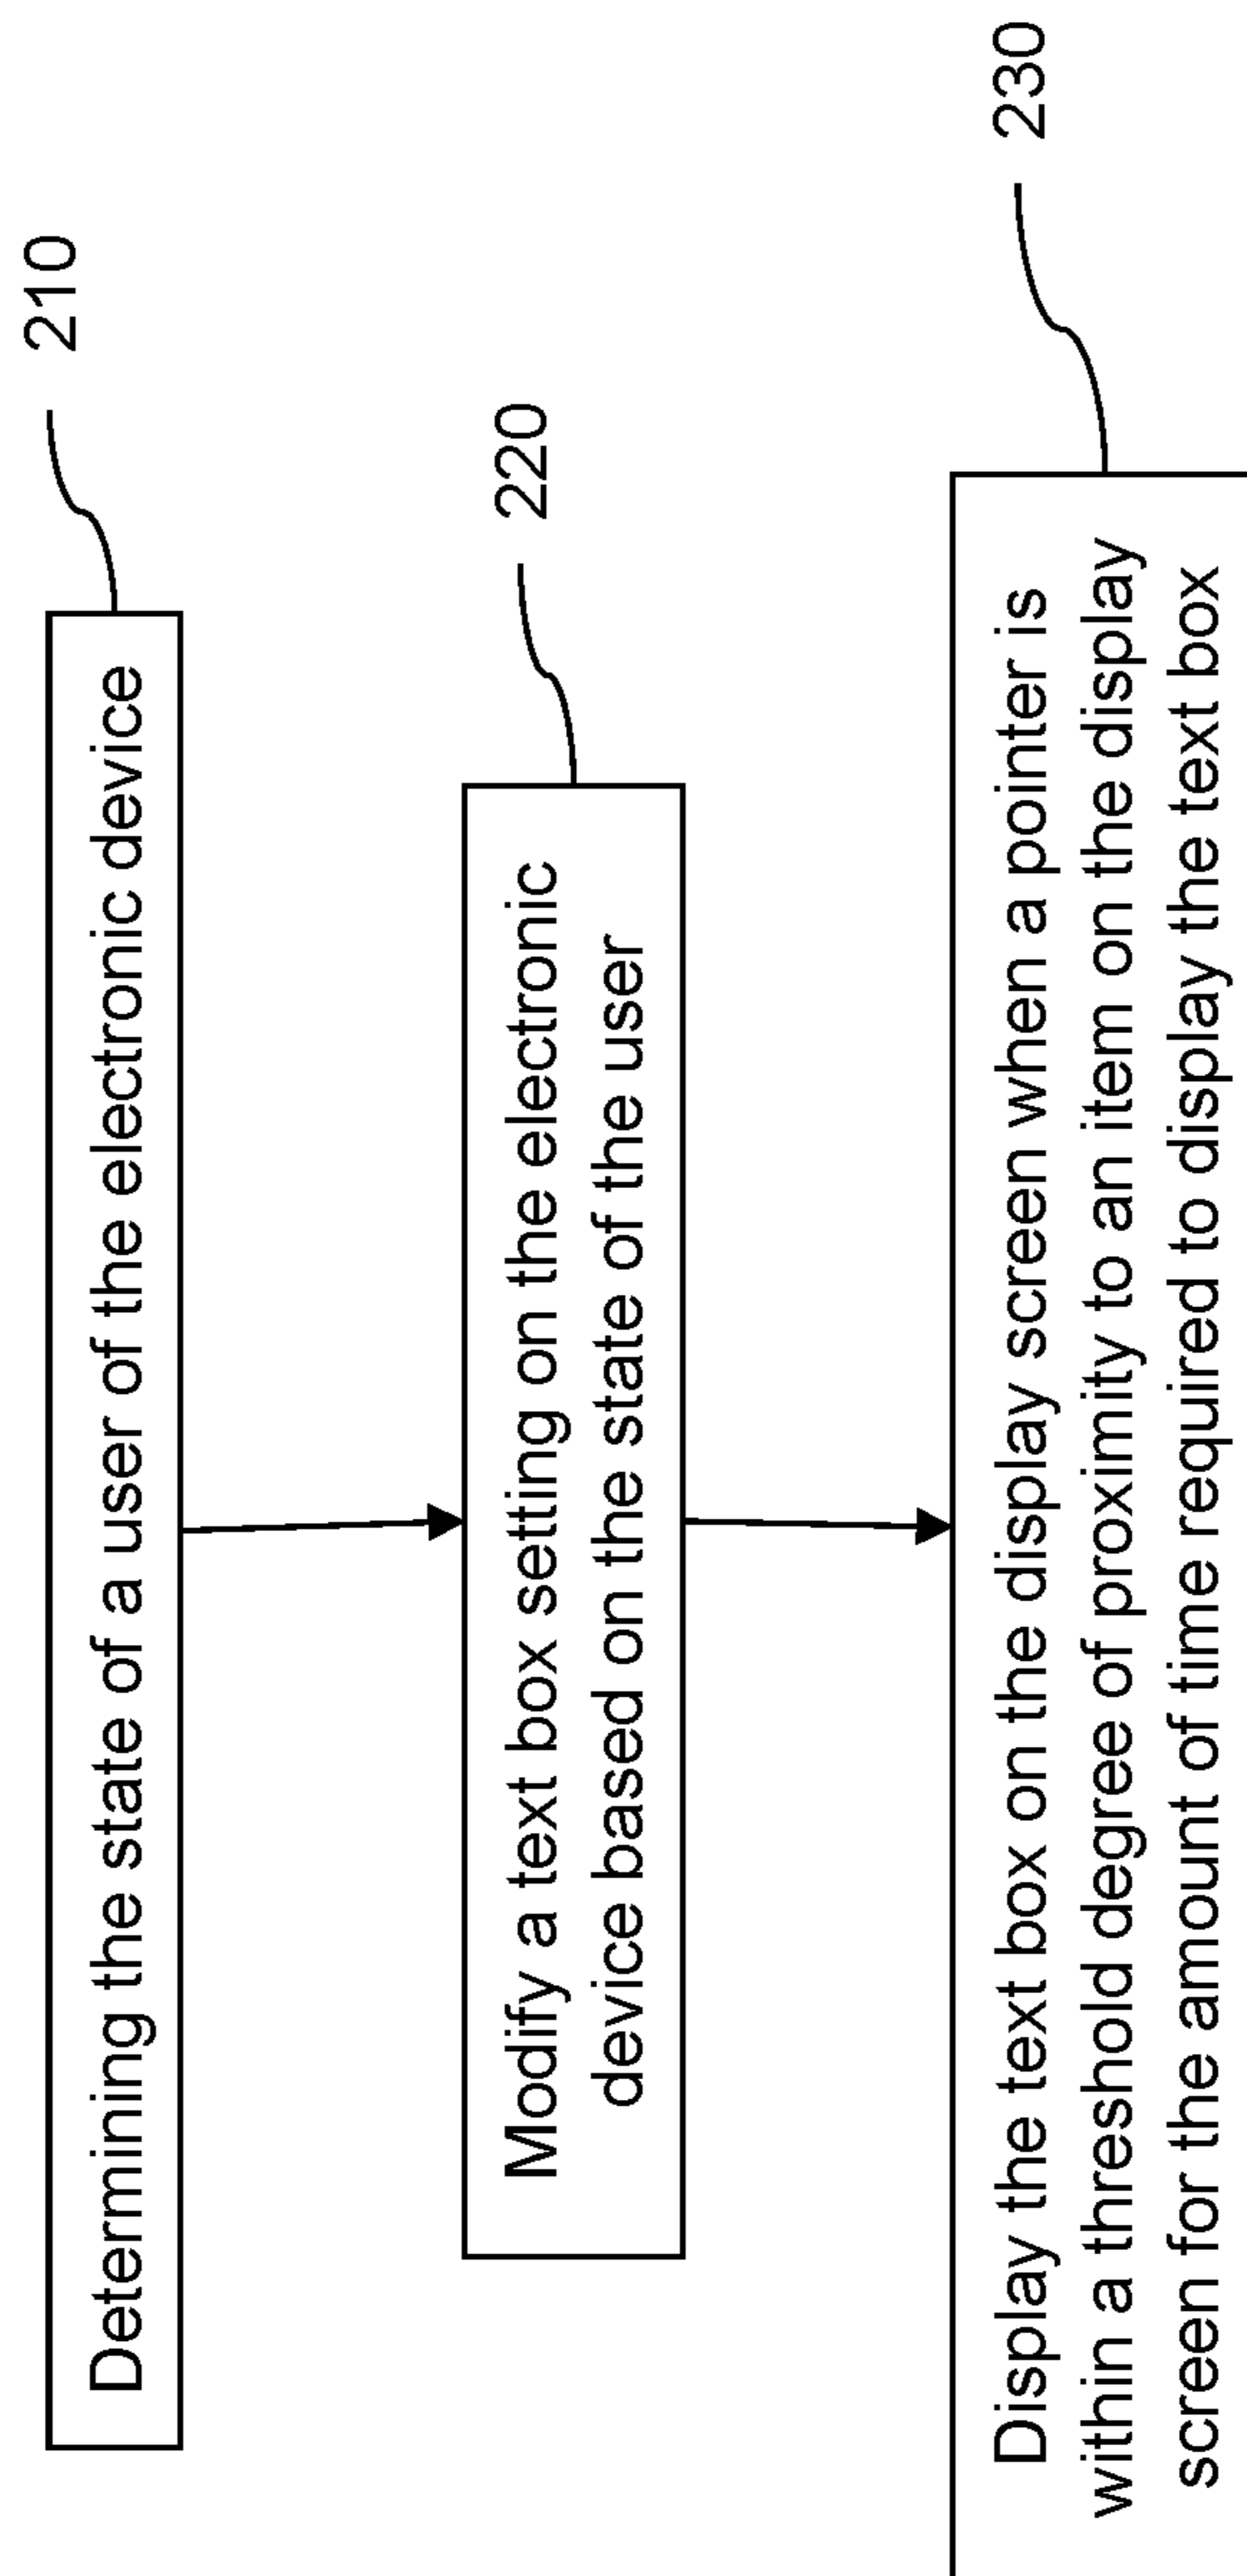 210
Determining the state of a user of the electronic device
220
Modify a text box setting on the electronic
device based on the state of the user
230
Display the text box on the display screen when a pointer is
within a threshold degree of proximity to an item on the display
screen for the amount of time required to display the text box